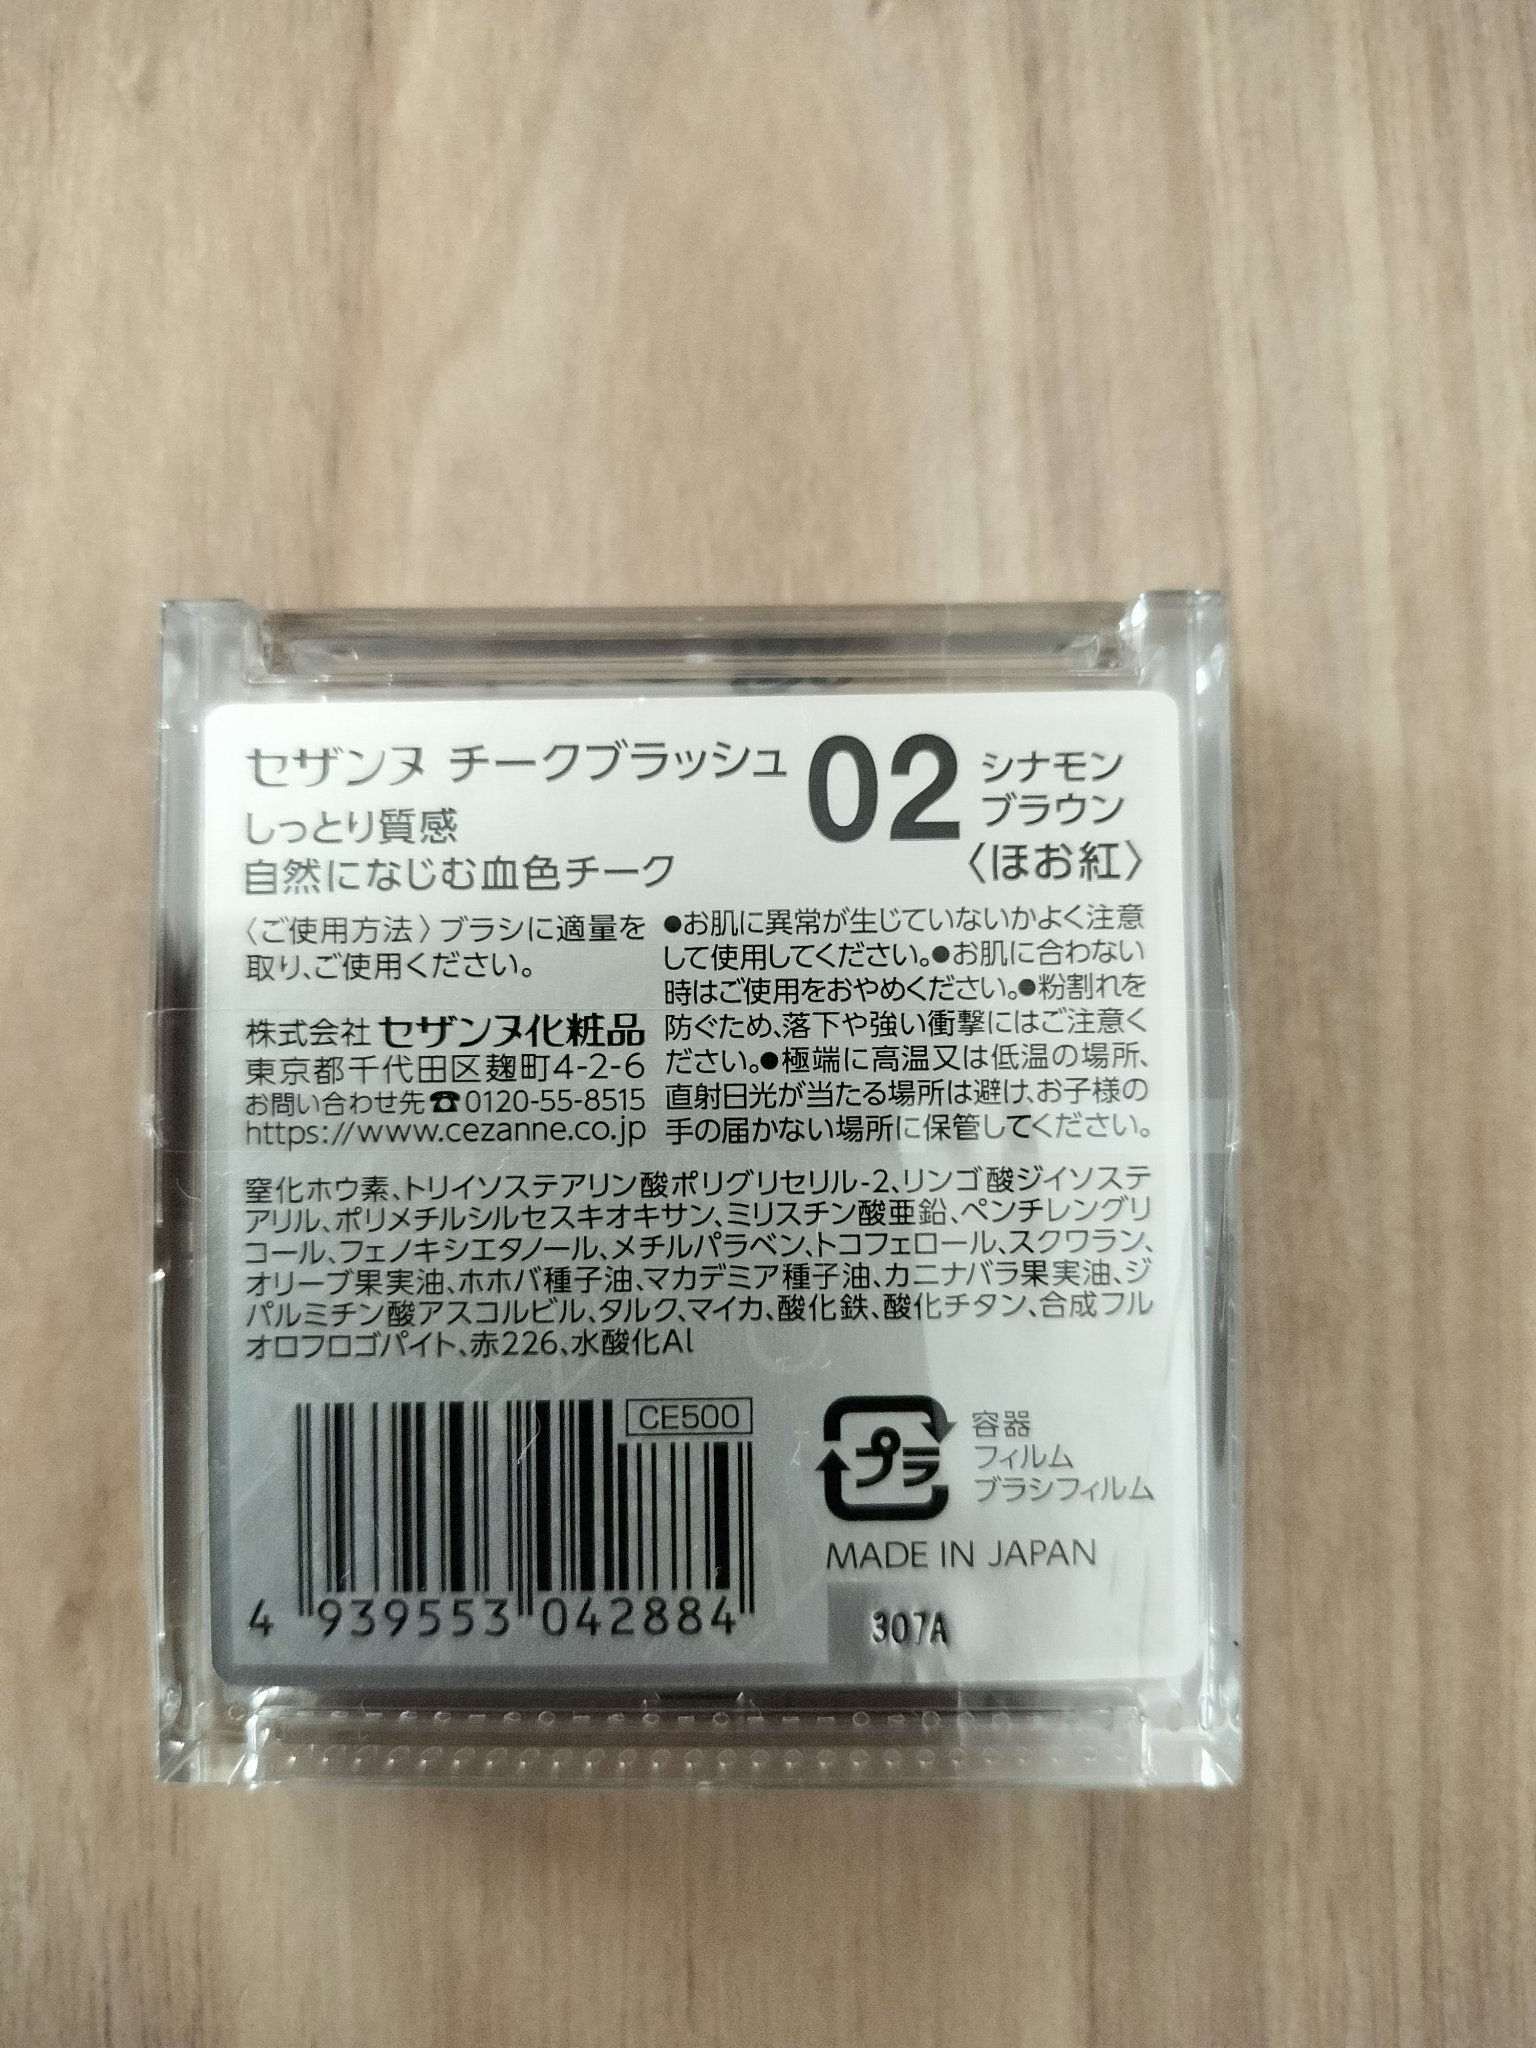 セザンヌ チークブラッシュ
02 シナモン
ブラウン
〈ほお紅〉
しっとり質感
自然になじむ血色チーク
〈ご使用方法〉ブラシに適量を
取り、ご使用ください。
株式会社 セザンヌ化粧品
東京都千代田区麹町4-2-6
お問い合わせ先☎0120-55-8515
https://www.cezanne.co.jp
●お肌に異常が生じていないかよく注意
して使用してください。●お肌に合わない
時はご使用をおやめください。●粉割れを
防ぐため、落下や強い衝撃にはご注意く
ださい。●極端に高温又は低温の場所、
直射日光が当たる場所は避け、お子様の
手の届かない場所に保管してください。
窒化ホウ素、トリイソステアリン酸ポリグリセリル-2、リンゴ酸ジイソステ
アリル、ポリメチルシルセスキオキサン、ミリスチン酸亜鉛、ペンチレングリ
コール、フェノキシエタノール、メチルパラベン、トコフェロール、スクワラン、
オリーブ果実油、ホホバ種子油、マカデミア種子油、カニナバラ果実油、ジ
パルミチン酸アスコルビル、タルク、マイカ、酸化鉄、酸化チタン、合成フル
オロフロゴパイト、赤226、水酸化Al
CE500
4 939553 042884
プラ
容器
フィルム
ブラシフィルム
MADE IN JAPAN
307A